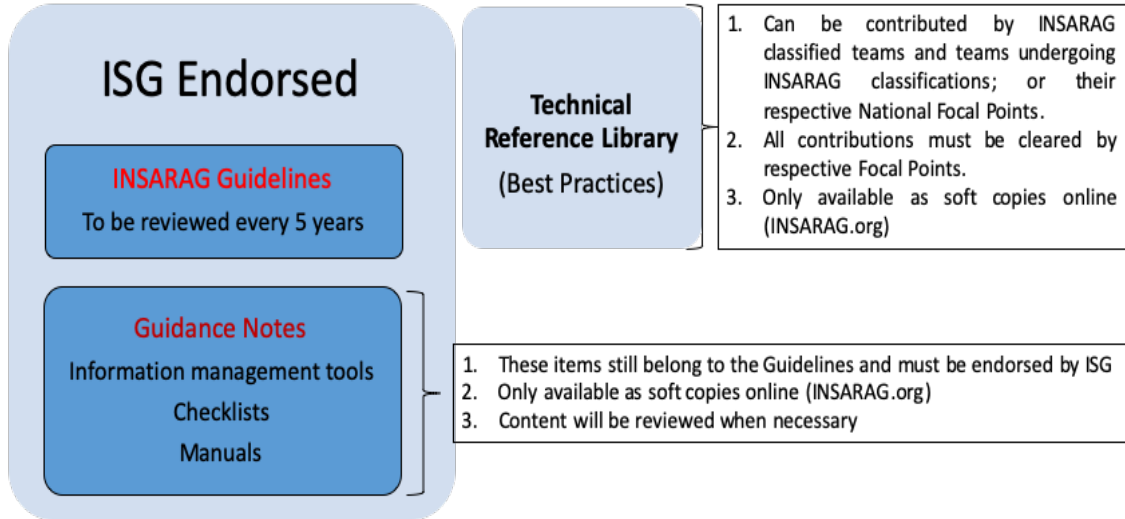 ISG Endorsed
INSARAG Guidelines
To be reviewed every 5 years
Guidance Notes
Information management tools
Checklists
Manuals
Technical
Reference Library
(Best Practices)
1. Can be contributed by INSARAG
classified teams and teams undergoing
INSARAG classifications; or their
respective National Focal Points.
2. All contributions must be cleared by
respective Focal Points.
3. Only available as soft copies online
(INSARAG.org)
1. These items still belong to the Guidelines and must be endorsed by ISG
2. Only available as soft copies online (INSARAG.org)
3. Content will be reviewed when necessary